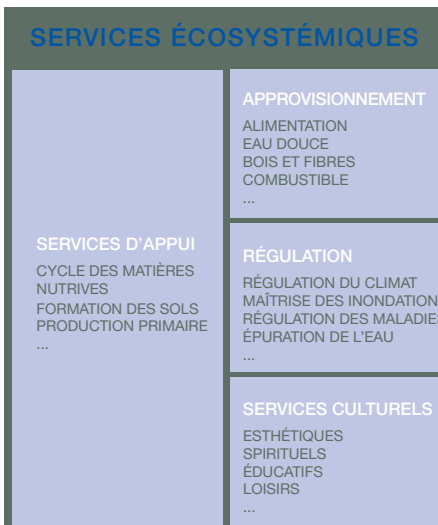 SERVICES ÉCOSYSTÉMIQUES
SERVICES D'APPUI
CYCLE DES MATIÈRES
NUTRIVES
FORMATION DES SOLS
PRODUCTION PRIMAIRE
...
APPROVISIONNEMENT
ALIMENTATION
EAU DOUCE
BOIS ET FIBRES
COMBUSTIBLE
...
RÉGULATION
RÉGULATION DU CLIMAT
MAÎTRISE DES INONDATION
RÉGULATION DES MALADIES
ÉPURATION DE L'EAU
...
SERVICES CULTURELS
ESTHÉTIQUES
SPIRITUELS
ÉDUCATIFS
LOISIRS
...